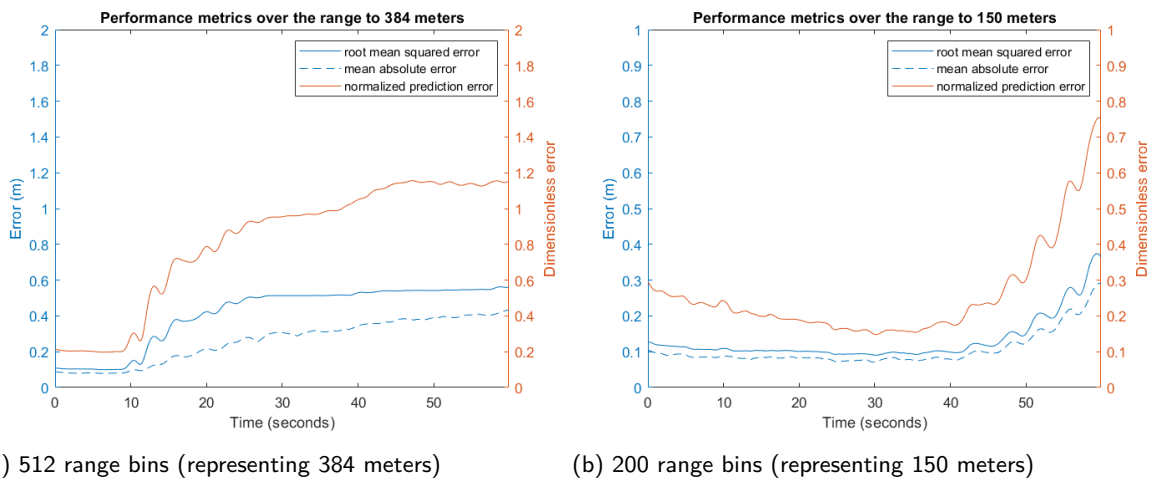 Performance metrics over the range to 384 meters
2
1.8
1.6
1.4
1.2
1
0.8
0.6
0.4
0.2
0
Error (m)
root mean squared error
mean absolute error
normalized prediction error
2
1.8
1.6
1.4
1.2
1
0.8
0.6
0.4
0.2
0
Dimensionless error
0 10 20 30 40 50
Time (seconds)
) 512 range bins (representing 384 meters)
Performance metrics over the range to 150 meters
1
0.9
0.8
0.7
0.6
0.5
0.4
0.3
0.2
0.1
0
Error (m)
root mean squared error
mean absolute error
normalized prediction error
1
0.9
0.8
0.7
0.6
0.5
0.4
0.3
0.2
0.1
0
Dimensionless error
0 10 20 30 40 50
Time (seconds)
(b) 200 range bins (representing 150 meters)